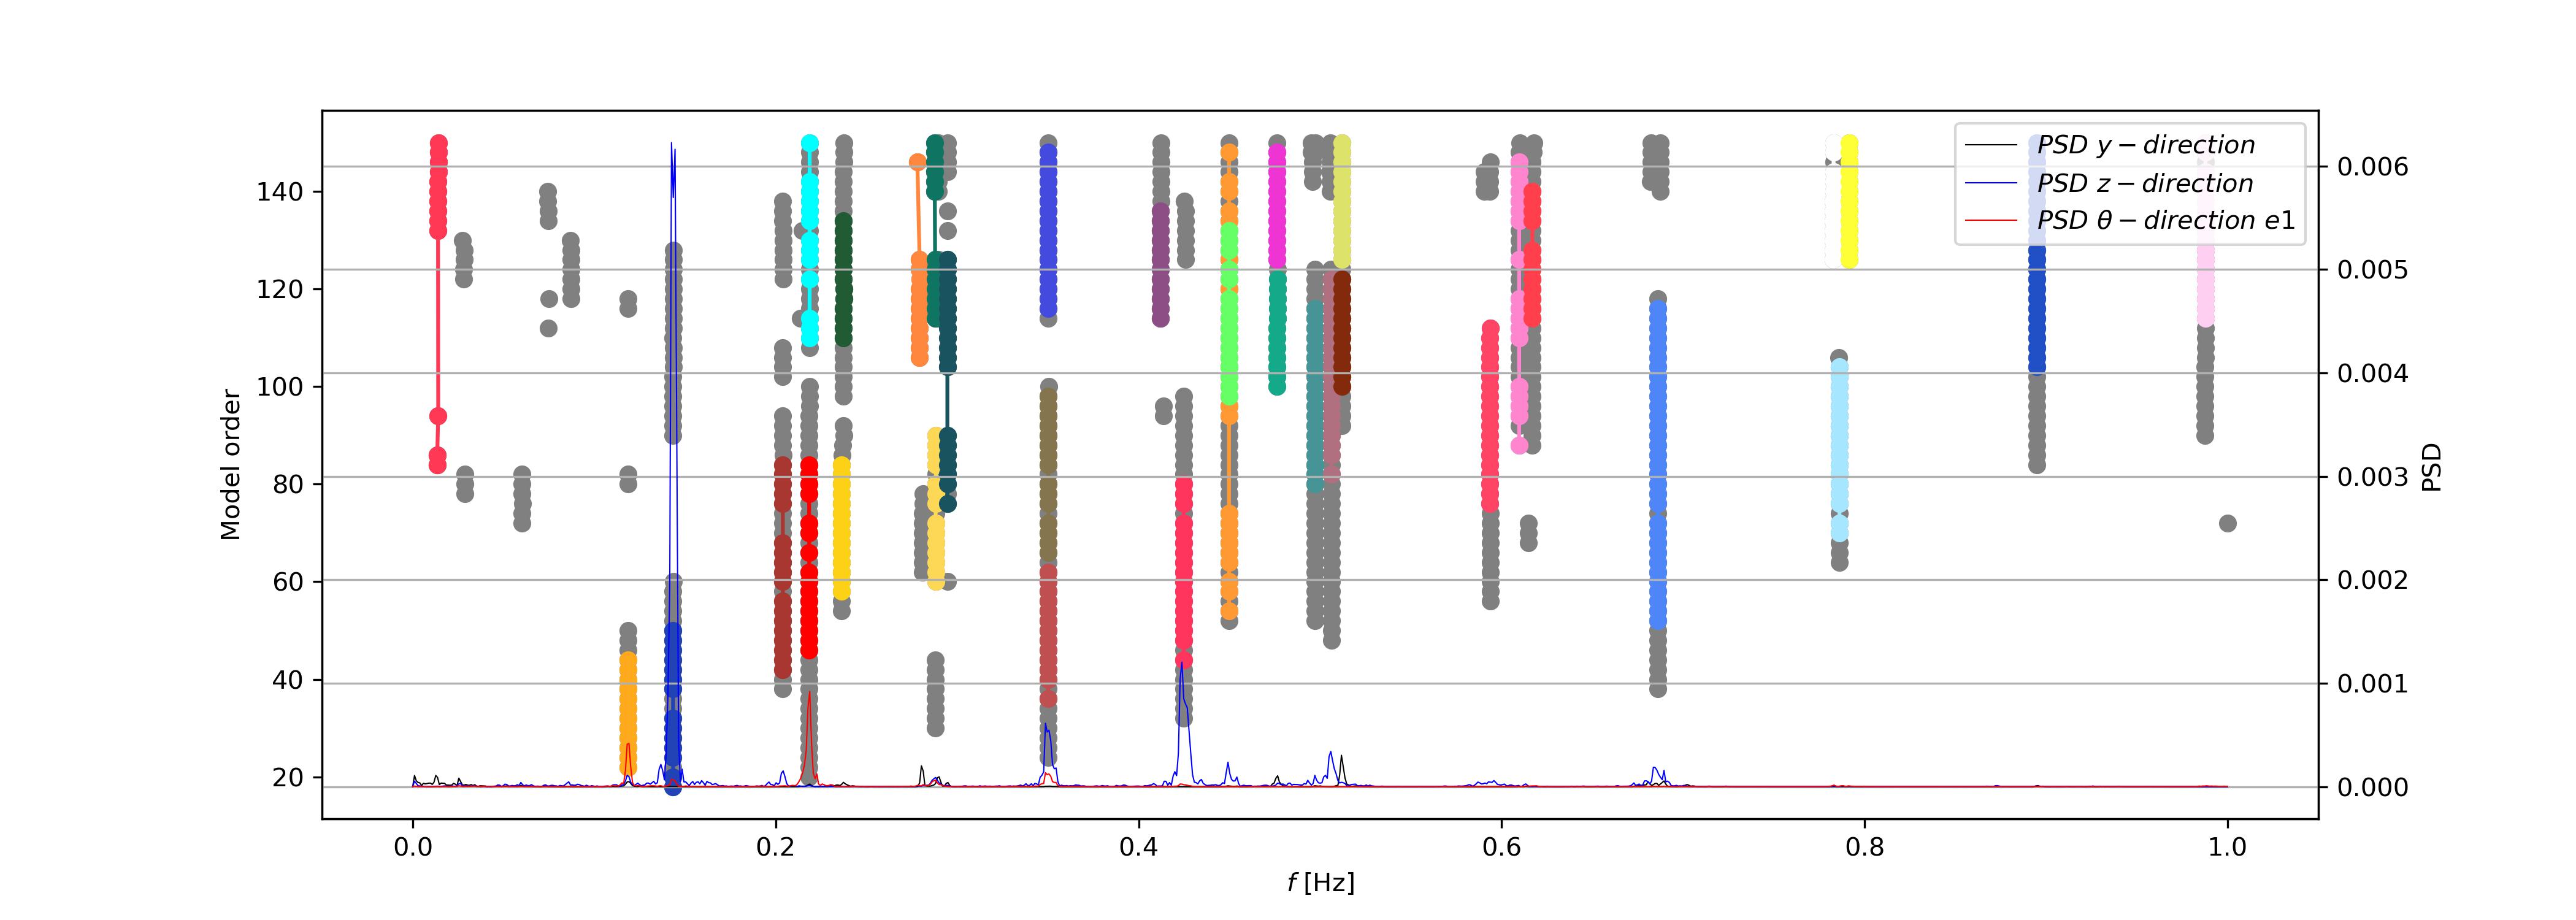 PSD y − direction
PSD z − direction
PSD θ − direction e1
Model order
140
120
100
80
60
40
20
0.006
0.005
0.004
0.003
0.002
0.001
0.000
PSD
0.0 0.2 0.4 0.6 0.8 1.0
f [Hz]